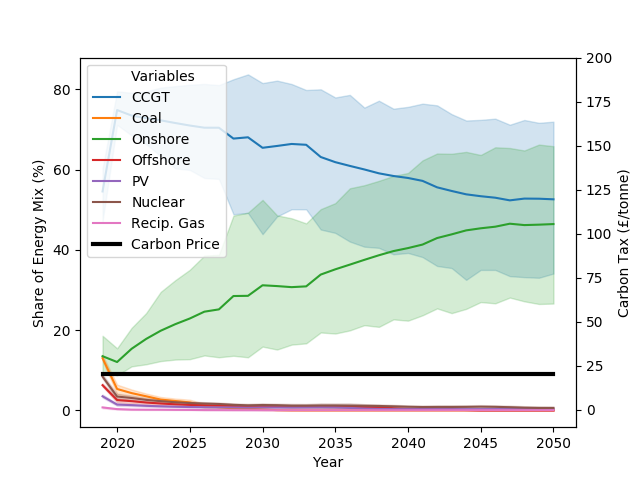 200
80
Variables
CCGT
175
Coal
150
Onshore
60
Offshore
125
PV
Nuclear
100
Recip. Gas
40
Carbon Price
75
50
20
25
0
0
2020
2025
2030
2035
2040
2045
2050
Year
Share of Energy Mix (%)
Carbon Tax (£/tonne)